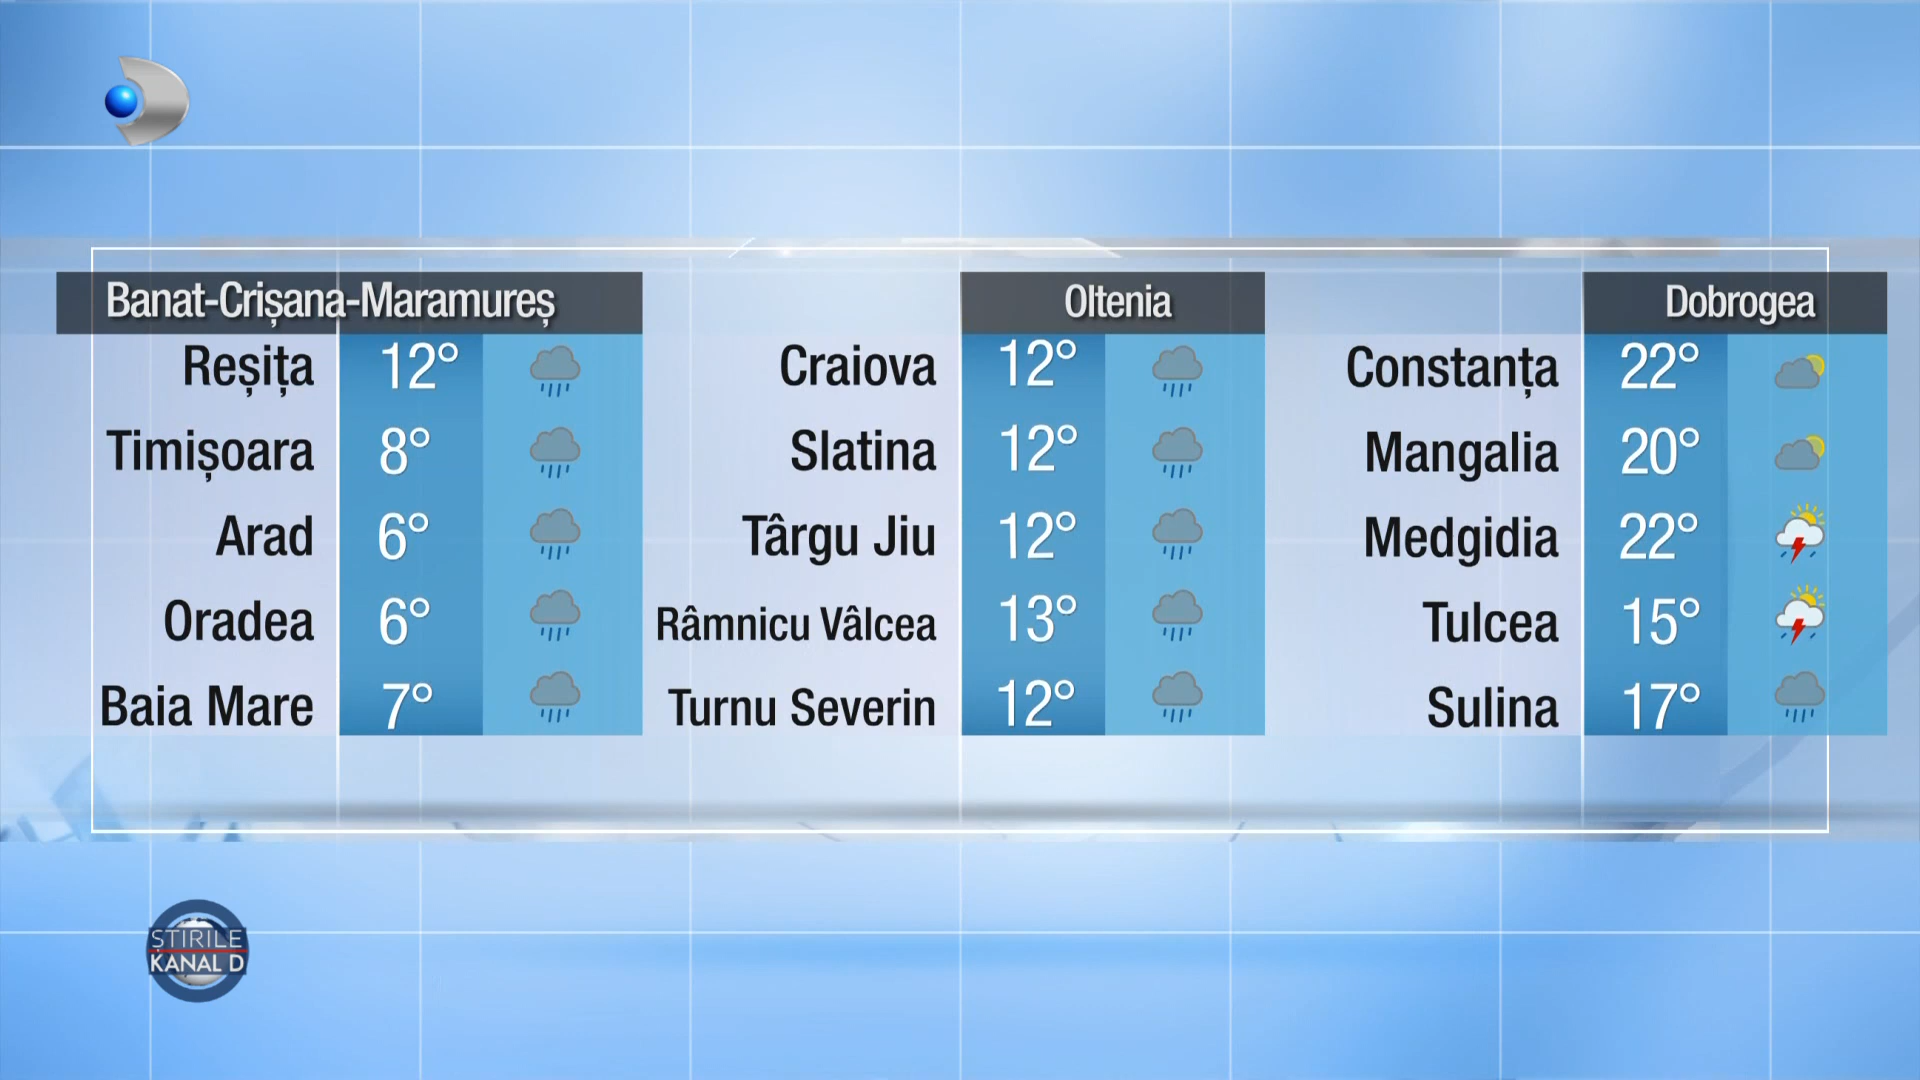 Banat-Crișana-Maramureș
Reșița 12°
Timișoara 8°
Arad 6°
Oradea 6°
Baia Mare 7°
Oltenia
Craiova 12°
Slatina 12°
Târgu Jiu 12°
Râmnicu Vâlcea 13°
Turnu Severin 12°
Dobrogea
Constanța 22°
Mangalia 20°
Medgidia 22°
Tulcea 15°
Sulina 17°
ȘTIRILE
KANAL D